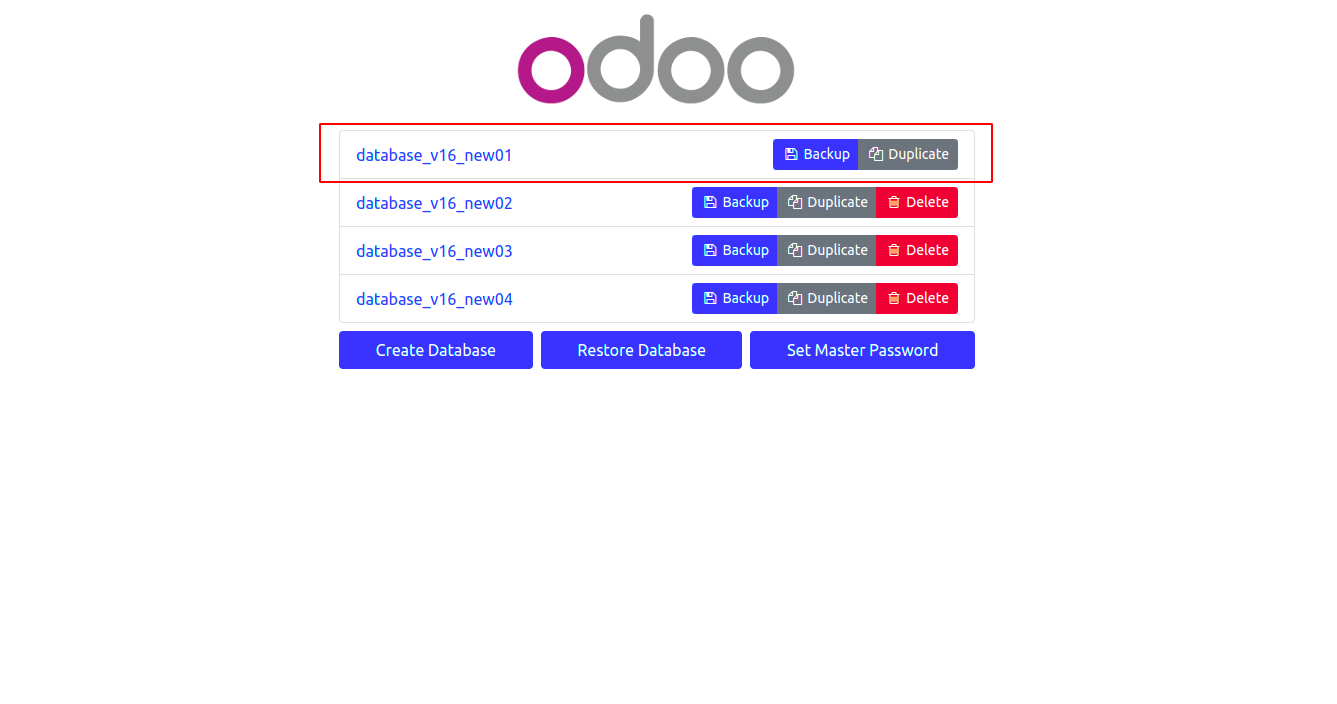 odoo
database_v16_new01 Backup Duplicate
database_v16_new02 Backup Duplicate Delete
database_v16_new03 Backup Duplicate Delete
database_v16_new04 Backup Duplicate Delete
Create Database Restore Database Set Master Password